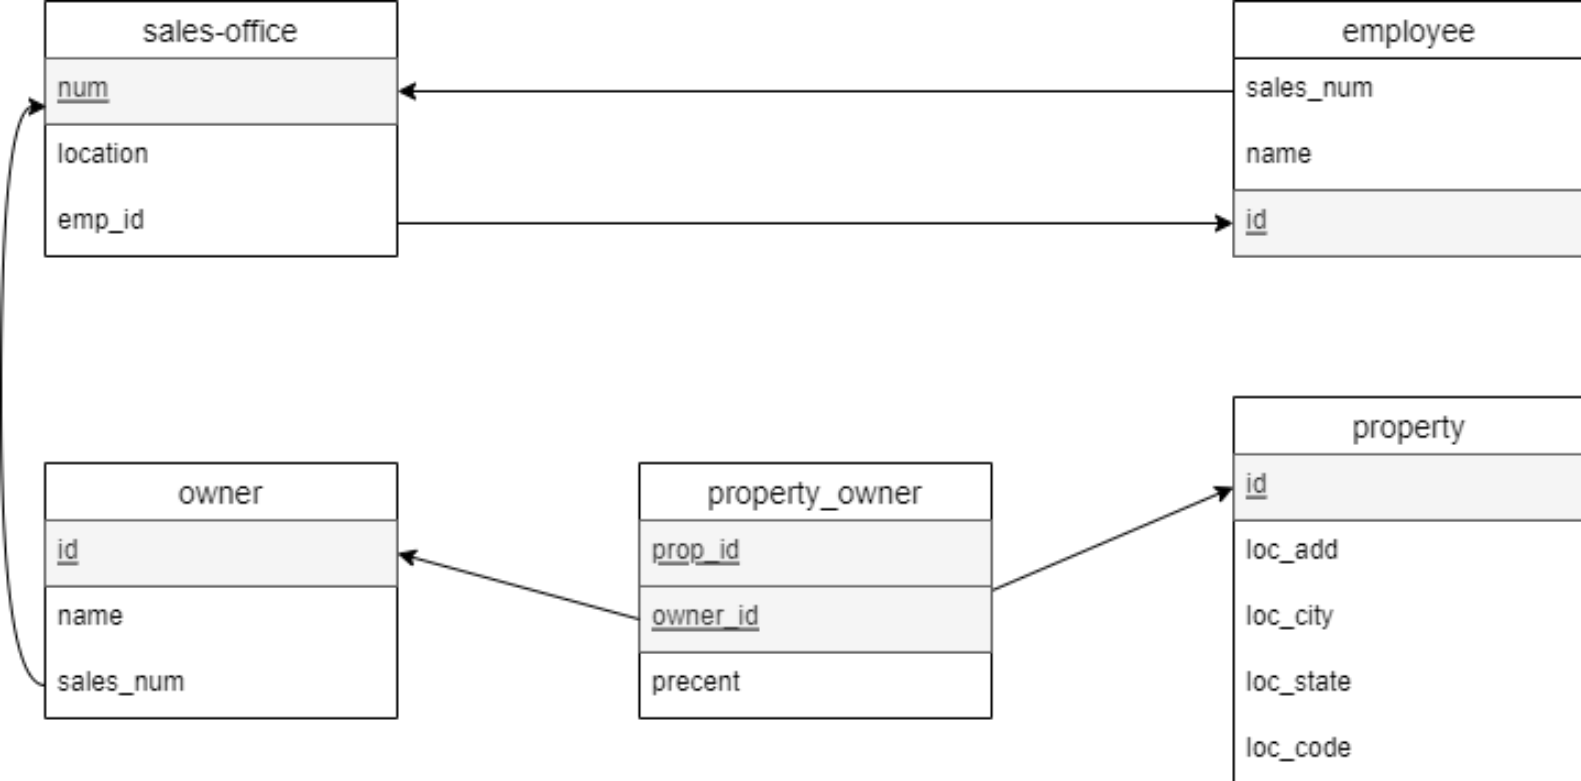 sales-office
num
location
emp_id
employee
sales_num
name
id
owner
id
name
sales_num
property_owner
prop_id
owner_id
precent
property
id
loc_add
loc_city
loc_state
loc_code